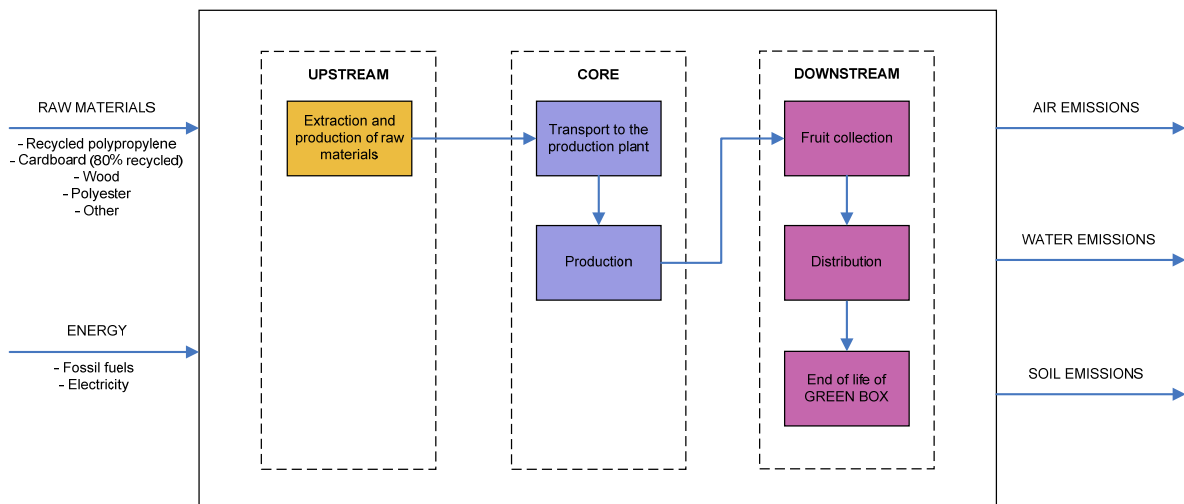 RAW MATERIALS
- Recycled polypropylene
- Cardboard (80% recycled)
- Wood
- Polyester
- Other
ENERGY
- Fossil fuels
- Electricity
UPSTREAM
Extraction and
production of raw
materials
CORE
Transport to the
production plant
Production
DOWNSTREAM
Fruit collection
Distribution
End of life of
GREEN BOX
AIR EMISSIONS
WATER EMISSIONS
SOIL EMISSIONS